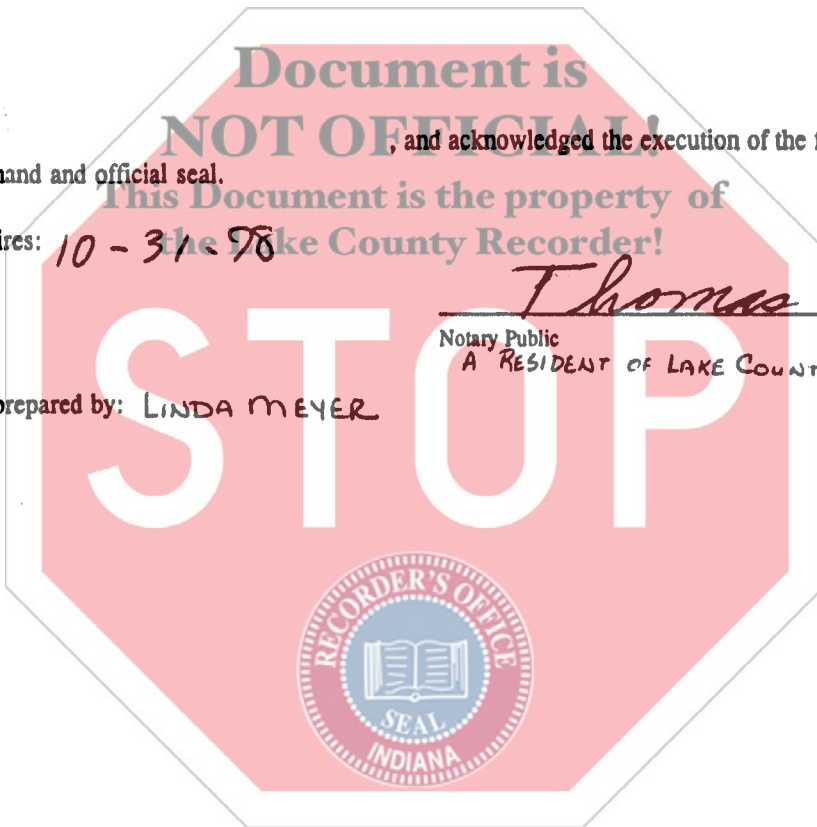 Document is
NOT OFFICIAL!
, and acknowledged the execution of the
and and official seal.
This Document is the property of
ires: 10-31-98
the Lake County Recorder!
Thomas
Notary Public
A RESIDENT OF LAKE COUNT
prepared by: LINDA MEYER
STOP
RECORDER'S OFFICE
SEAL
INDIANA